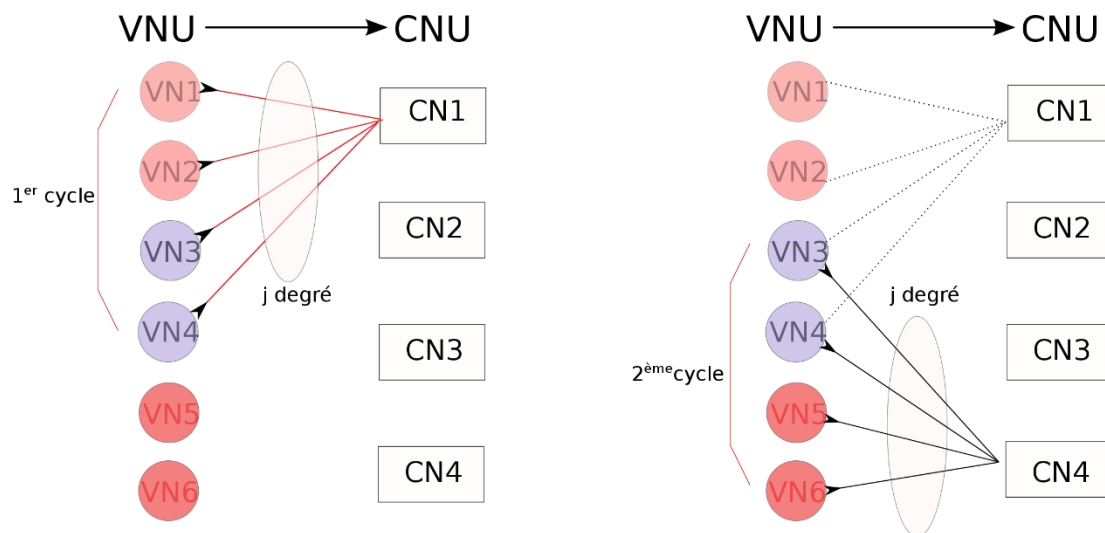 VNU CNU
VN1 CN1
VN2
1er cycle
VN3 CN2
j degré
VN4 CN3
VN5
VN6 CN4
VNU CNU
VN1 CN1
VN2
VN3 CN2
j degré
VN4 CN3
2èmecycle
VN5
VN6 CN4